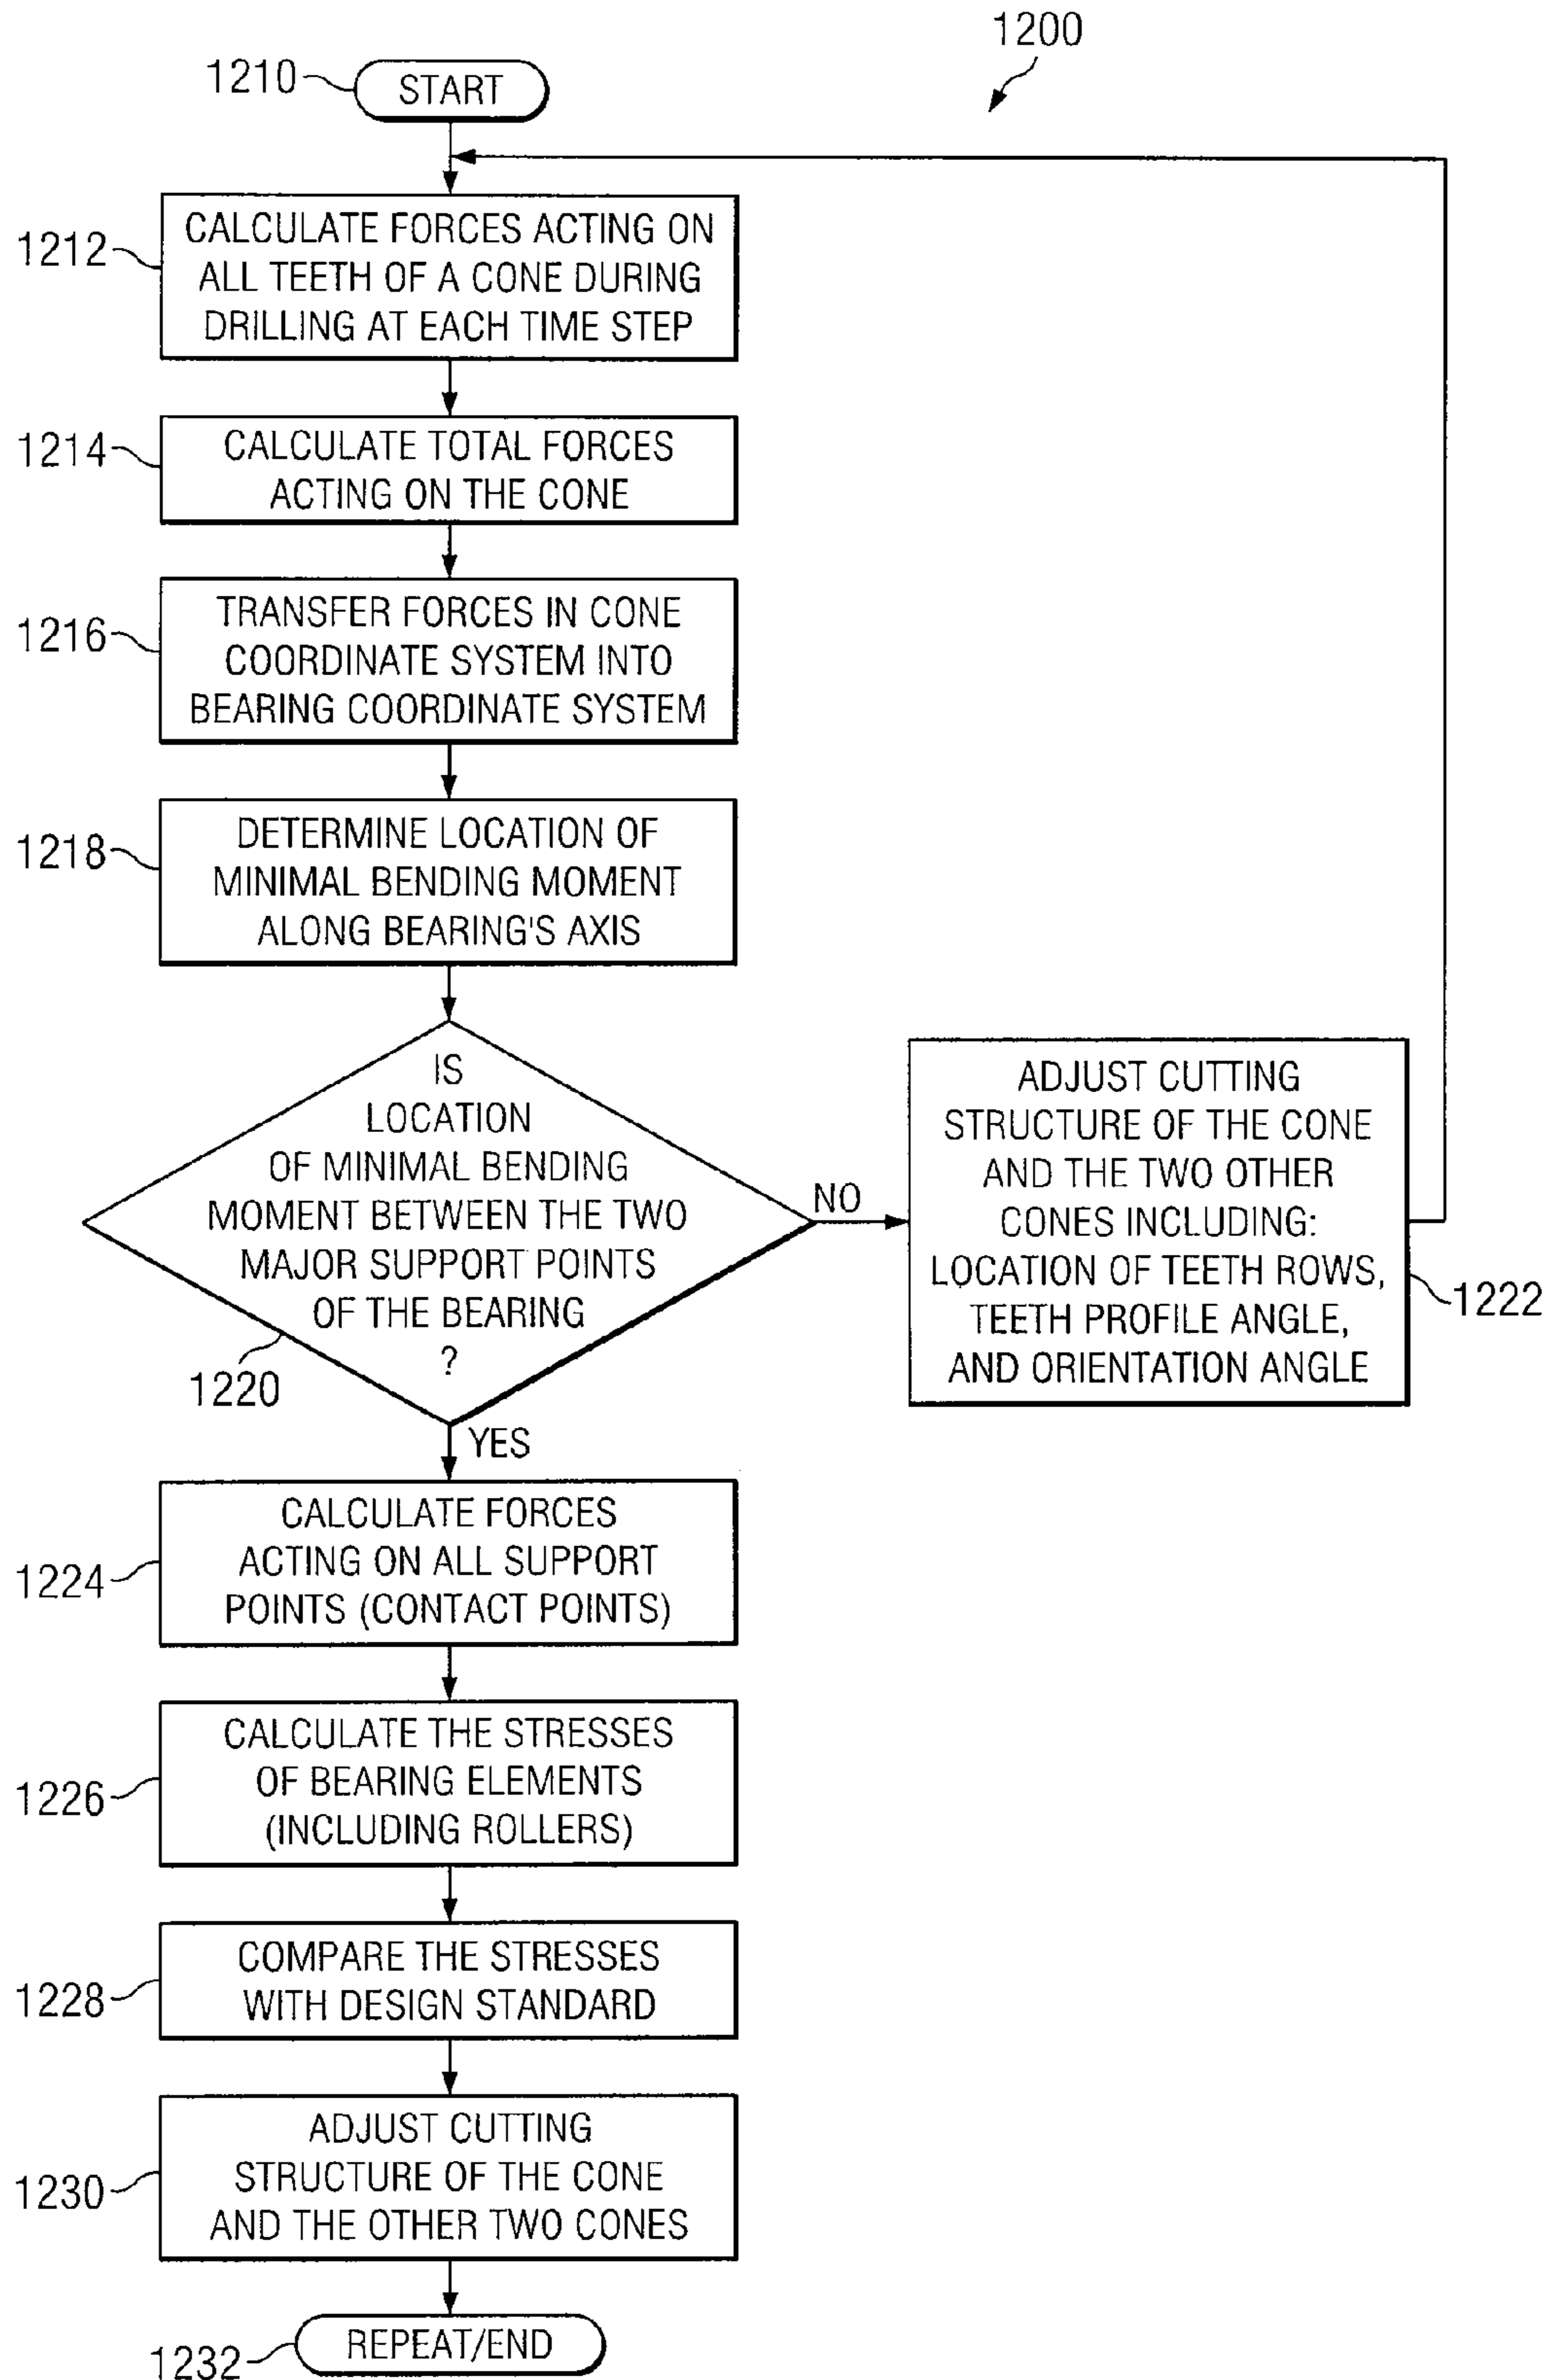 1200
1210
START
1212
CALCULATE FORCES ACTING ON
ALL TEETH OF A CONE DURING
DRILLING AT EACH TIME STEP
1214
CALCULATE TOTAL FORCES
ACTING ON THE CONE
1216
TRANSFER FORCES IN CONE
COORDINATE SYSTEM INTO
BEARING COORDINATE SYSTEM
1218
DETERMINE LOCATION OF
MINIMAL BENDING MOMENT
ALONG BEARING'S AXIS
IS
LOCATION
OF MINIMAL BENDING
MOMENT BETWEEN THE TWO
MAJOR SUPPORT POINTS
OF THE BEARING
?
1220
NO
ADJUST CUTTING
STRUCTURE OF THE CONE
AND THE TWO OTHER
CONES INCLUDING:
LOCATION OF TEETH ROWS,
TEETH PROFILE ANGLE,
AND ORIENTATION ANGLE
1222
YES
1224
CALCULATE FORCES
ACTING ON ALL SUPPORT
POINTS (CONTACT POINTS)
1226
CALCULATE THE STRESSES
OF BEARING ELEMENTS
(INCLUDING ROLLERS)
1228
COMPARE THE STRESSES
WITH DESIGN STANDARD
1230
ADJUST CUTTING
STRUCTURE OF THE CONE
AND THE OTHER TWO CONES
1232
REPEAT/END